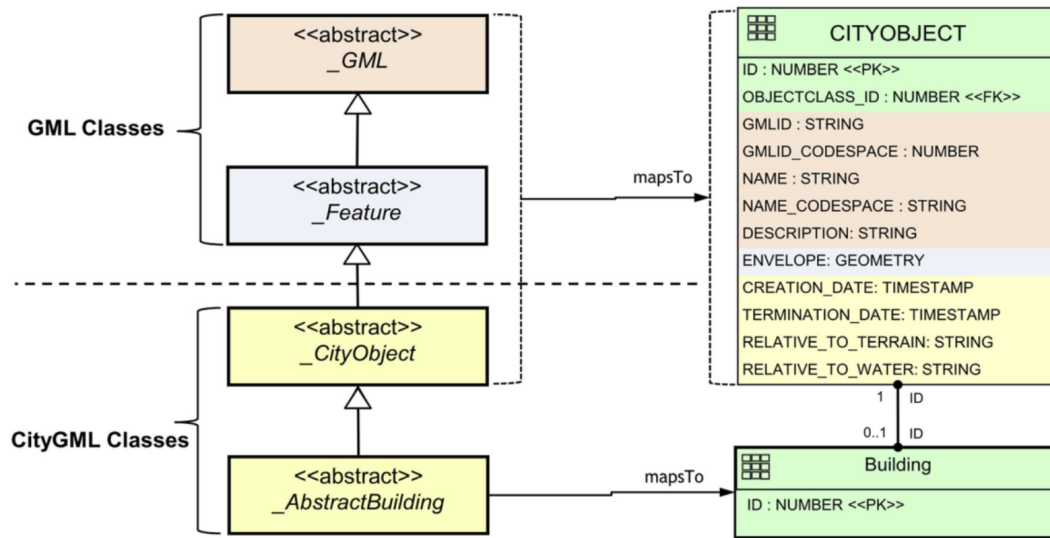 GML Classes
<<abstract>>
_GML
<<abstract>>
_Feature
CityGML Classes
<<abstract>>
_CityObject
<<abstract>>
_AbstractBuilding
mapsTo
mapsTo
CITYOBJECT
ID : NUMBER <<PK>>
OBJECTCLASS_ID : NUMBER <<FK>>
GMLID : STRING
GMLID_CODESPACE : NUMBER
NAME : STRING
NAME_CODESPACE : STRING
DESCRIPTION: STRING
ENVELOPE: GEOMETRY
CREATION_DATE: TIMESTAMP
TERMINATION_DATE: TIMESTAMP
RELATIVE_TO_TERRAIN: STRING
RELATIVE_TO_WATER: STRING
1 ID
0..1 ID
Building
ID : NUMBER <<PK>>